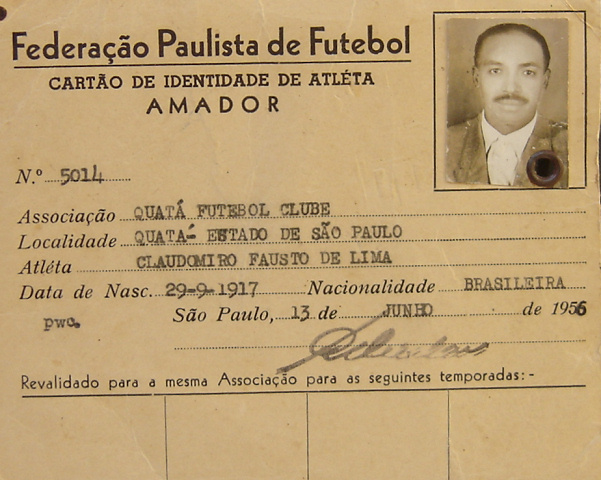 Federação Paulista de Futebol
CARTÃO DE IDENTIDADE DE ATLÉTA
AMADOR
N.º 5014
Associação QUATÁ FUTEBOL CLUBE
Localidade QUATÁ- ESTADO DE SÃO PAULO
Atléta CLAUDOMIRO FAUSTO DE LIMA
Data de Nasc. 29-9-1917 Nacionalidade BRASILEIRA
pwc. São Paulo, 13 de JUNHO de 1956
Revalidado para a mesma Associação para as seguintes temporadas:-